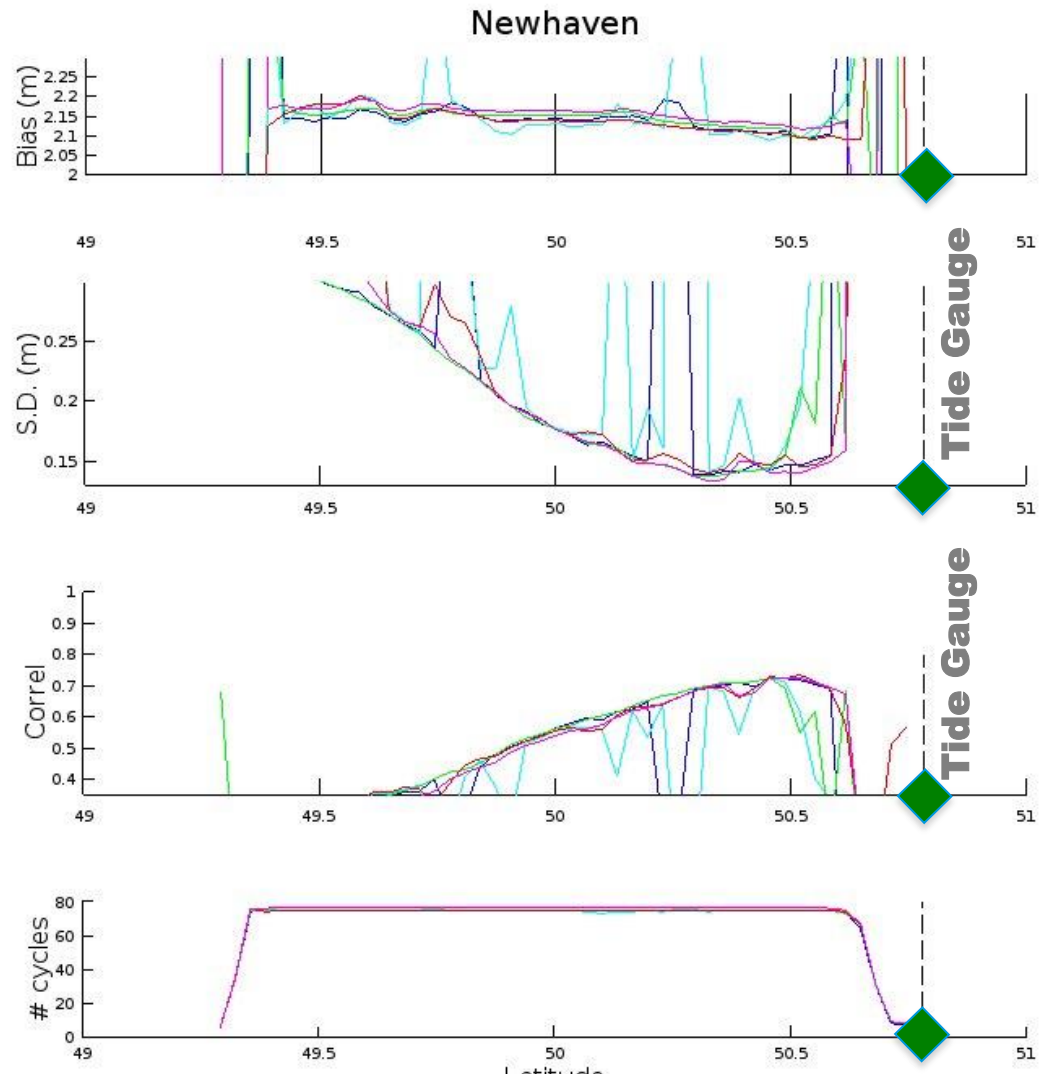 Newhaven
Bias (m)
2.25
2.2
2.15
2.1
2.05
2
49 49.5 50 50.5 51
S.D. (m)
0.25
0.2
0.15
49 49.5 50 50.5 51
Tide Gauge
Correl
1
0.9
0.8
0.7
0.6
0.5
0.4
49 49.5 50 50.5 51
Tide Gauge
# cycles
80
60
40
20
0
49 49.5 50 50.5 51
Latitude